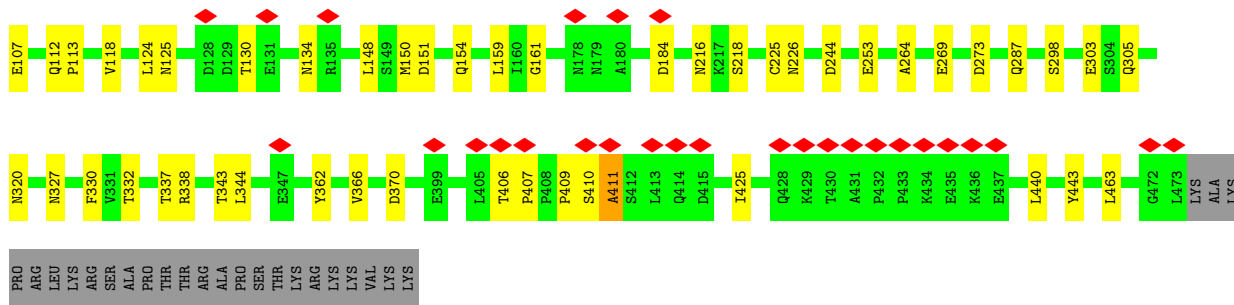 E107 Q112 P113 V118 L124 N125 D128 D129 T130 E131 N134 R135 L148 S149 M150 D151 Q154 L159 I160 G161 N178 N179 A180 D184 N216 K217 S218 C225 N226 D244 E253 A264 E269 D273 Q287 S298 E303 S304 Q305
N320 N327 F330 V331 T332 T337 R338 T343 L344 E347 Y362 V366 D370 E399 L405 T406 P407 P408 P409 S410 A411 S412 L413 Q414 D415 I425 Q428 K429 T430 A431 P432 P433 K434 E435 K436 E437 L440 Y443 L463 G472 L473 LYS ALA LYS
PRO ARG LEU LYS ARG SER ALA PRO THR THR ARG ALA PRO SER THR LYS ARG LYS LYS VAL LYS LYS